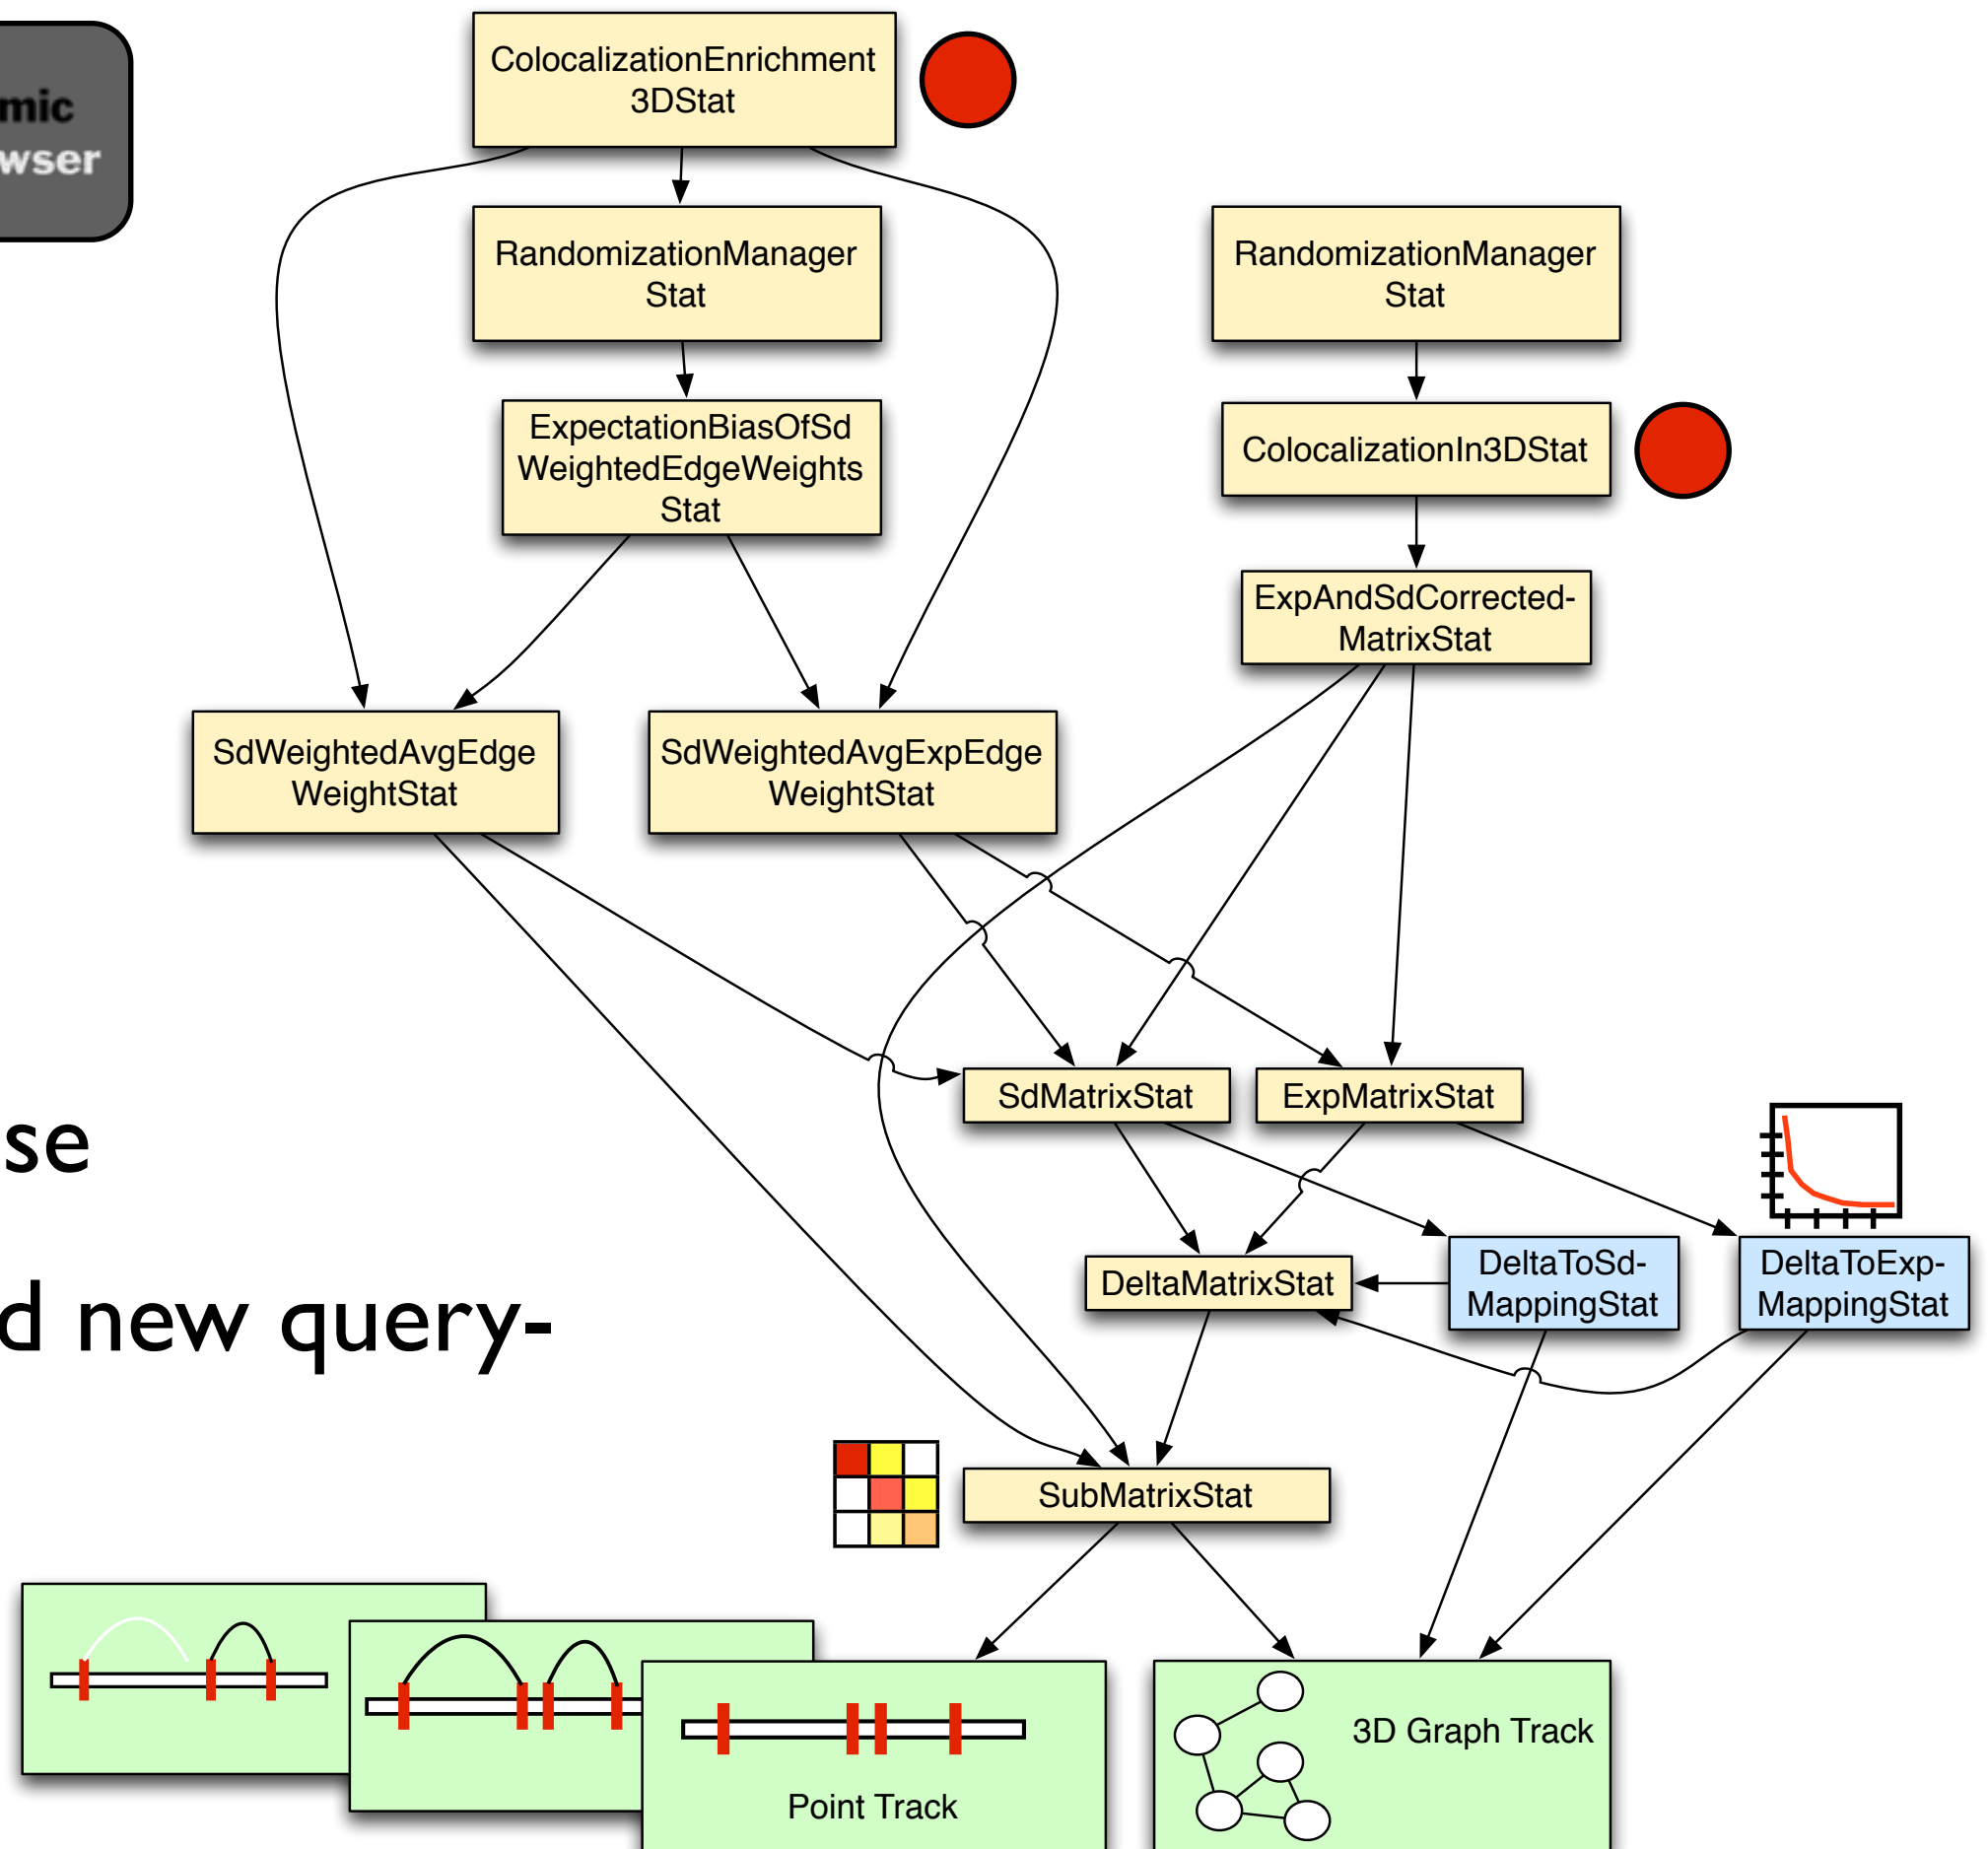 mic
wser
ColocalizationEnrichment
3DStat
RandomizationManager
Stat
RandomizationManager
Stat
ExpectationBiasOfSd
WeightedEdgeWeights
Stat
ColocalizationIn3DStat
ExpAndSdCorrected-
MatrixStat
SdWeightedAvgEdge
WeightStat
SdWeightedAvgExpEdge
WeightStat
SdMatrixStat
ExpMatrixStat
se
DeltaMatrixStat
DeltaToSd-
MappingStat
DeltaToExp-
MappingStat
d new query-
SubMatrixStat
Point Track
3D Graph Track